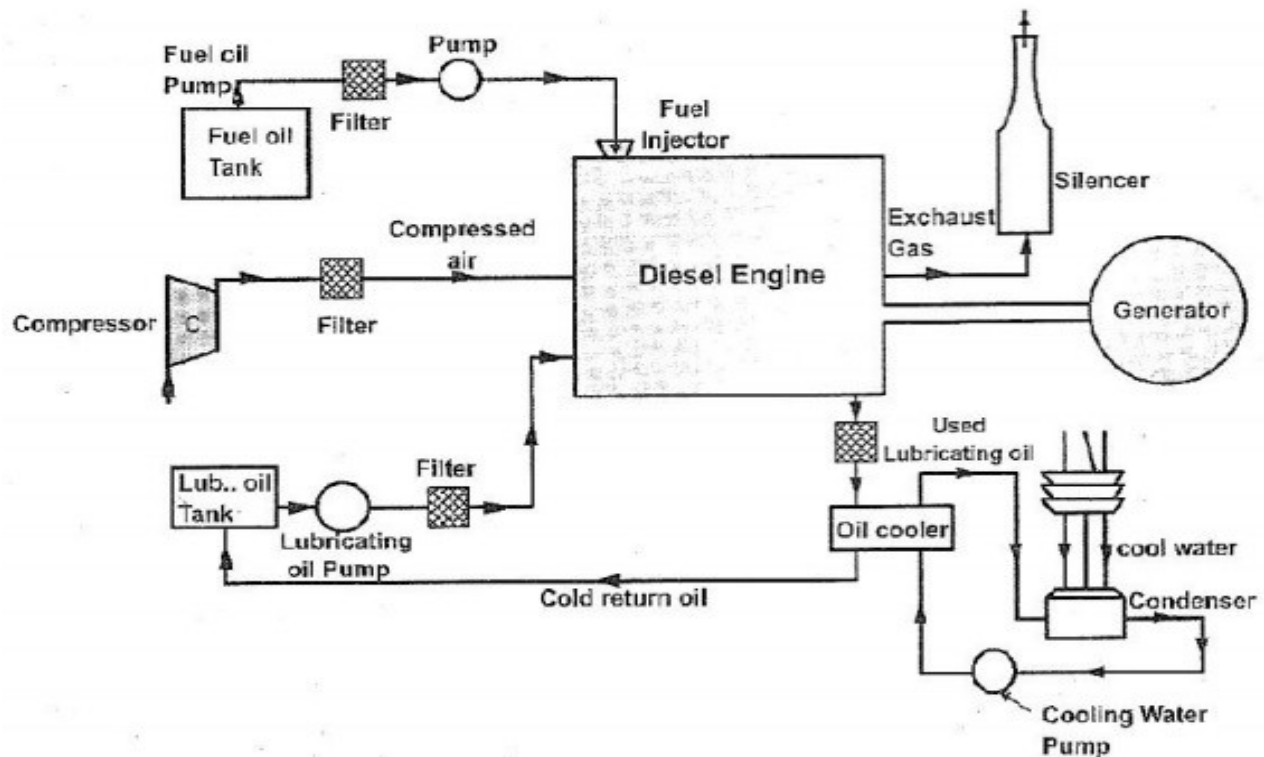 Fuel oil
Pump
Pump
Filter
Fuel oil
Tank
Fuel
Injector
Silencer
Exchaust
Gas
Compressed
air
Diesel Engine
Generator
Compressor
C
Filter
Used
Lubricating oil
Filter
Lub.. oil
Tank
Lubricating
oil Pump
Oil cooler
cool water
Cold return oil
Condenser
Cooling Water
Pump